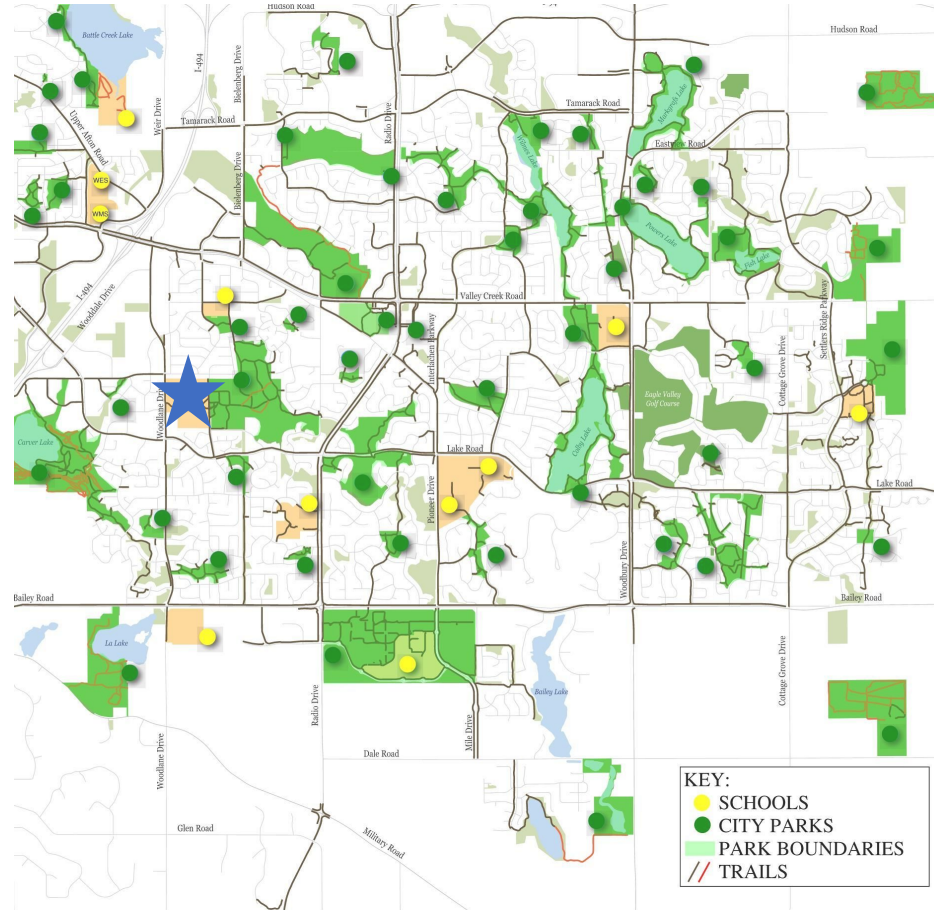 Hudson Road
Hudson Road
Battle Creek Lake
I-494
Bielenberg Drive
Radio Drive
Weir Drive
Tamarack Road
Tamarack Road
Markgrafs Lake
Upper Afton Road
Wilmes Lake
Eastview Road
WES
Bielenberg Drive
WMS
Powers Lake
Fish Lake
I-494
Wooddale Drive
Valley Creek Road
Settlers Ridge Parkway
Interlachen Parkway
Cottage Grove Drive
Eagle Valley
Golf Course
Woodlane Drive
Colby Lake
Carver Lake
Lake Road
Lake Road
Pioneer Drive
Woodbury Drive
Bailey Road
Bailey Road
La Lake
Cottage Grove Drive
Bailey Lake
Radio Drive
Mile Drive
Woodlane Drive
Dale Road
Glen Road
Military Road
KEY:
SCHOOLS
CITY PARKS
PARK BOUNDARIES
TRAILS